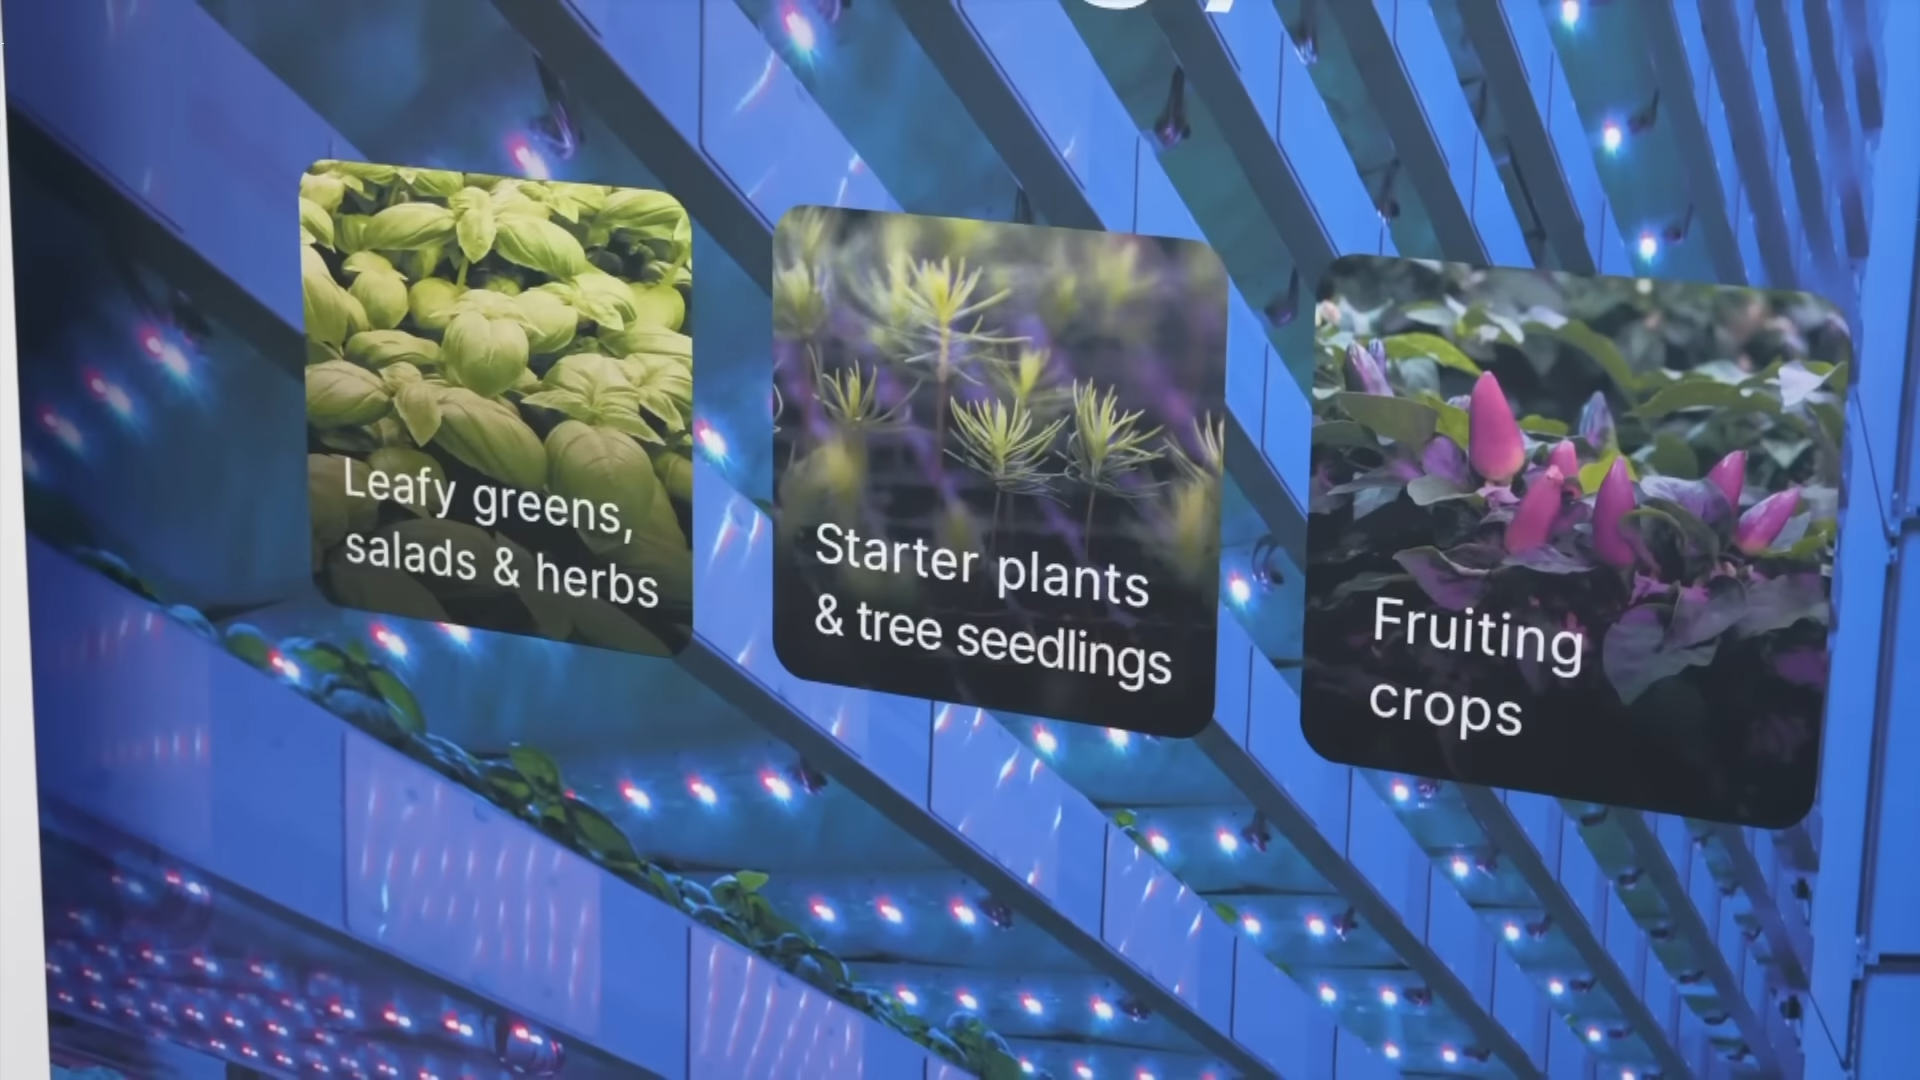 Leafy greens,
salads & herbs
Starter plants
& tree seedlings
Fruiting
crops